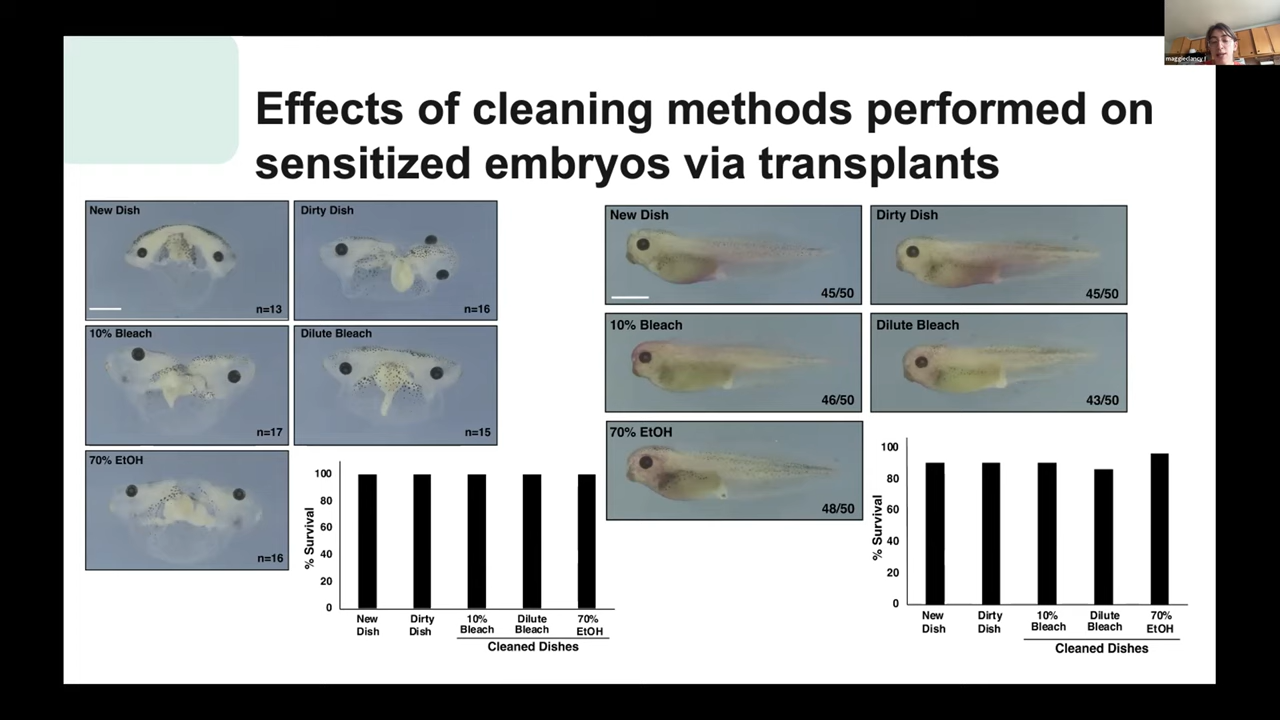 Effects of cleaning methods performed on
sensitized embryos via transplants
New Dish
n=13
Dirty Dish
n=16
10% Bleach
n=17
Dilute Bleach
n=15
70% EtOH
n=16
% Survival
100
80
60
40
20
0
New Dish
Dirty Dish
10% Bleach
Dilute Bleach
70% EtOH
Cleaned Dishes
New Dish
45/50
Dirty Dish
45/50
10% Bleach
46/50
Dilute Bleach
43/50
70% EtOH
48/50
% Survival
100
80
60
40
20
0
New Dish
Dirty Dish
10% Bleach
Dilute Bleach
70% EtOH
Cleaned Dishes